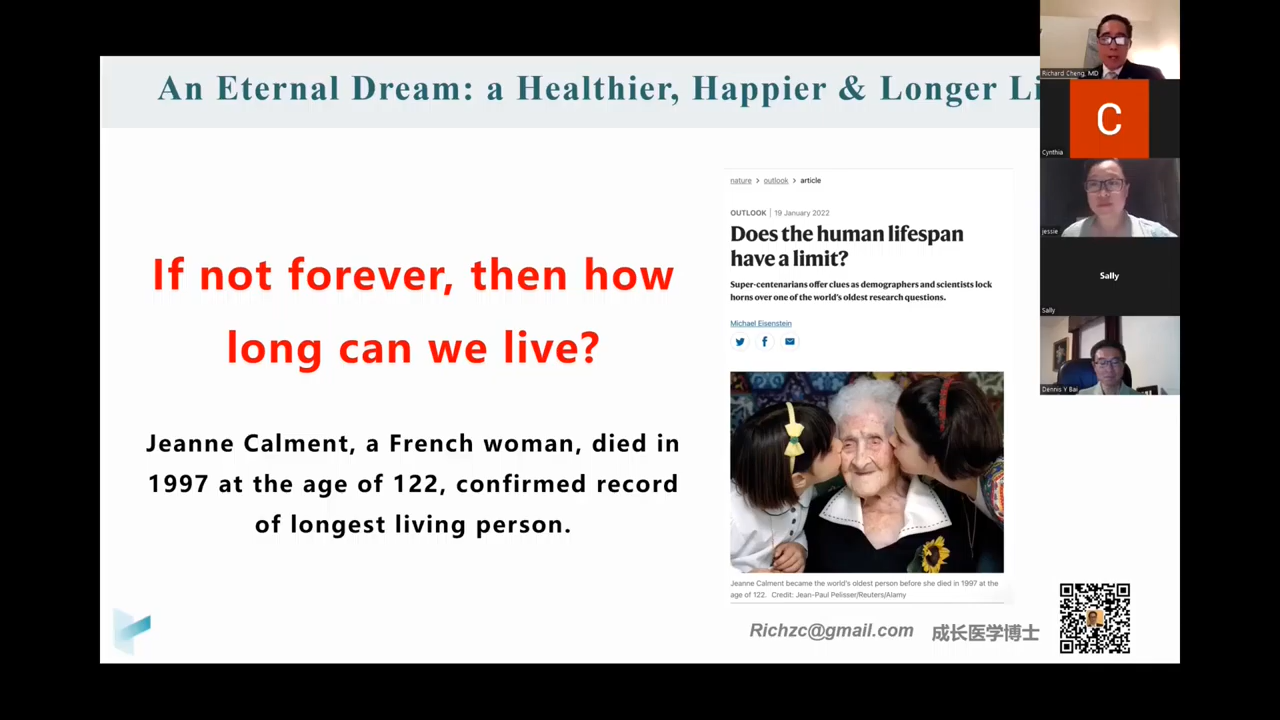 An Eternal Dream: a Healthier, Happier & Longer Li
If not forever, then how
long can we live?
Jeanne Calment, a French woman, died in
1997 at the age of 122, confirmed record
of longest living person.
nature > outlook > article
OUTLOOK | 19 January 2022
Does the human lifespan
have a limit?
Super-centenarians offer clues as demographers and scientists lock
horns over one of the world's oldest research questions.
Michael Eisenstein
Jeanne Calment became the world's oldest person before she died in 1997 at the
age of 122. Credit: Jean-Paul Pelisser/Reuters/Alamy
Richzc@gmail.com 成长医学博士
Richard Cheng, MD
C
Cynthia
jessie
Sally
Sally
Dennis Y Bai